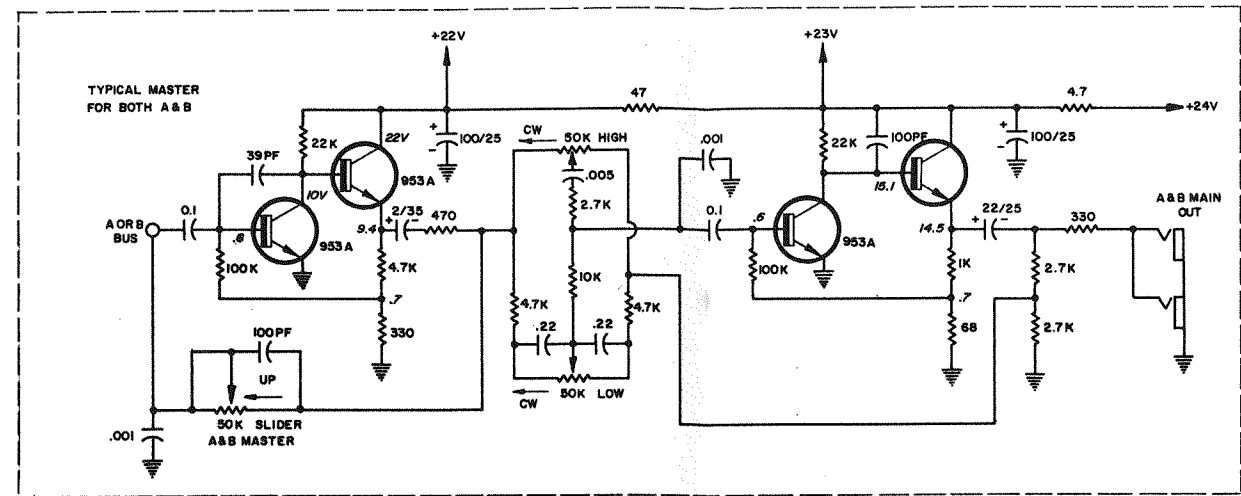 +22V
+23V
TYPICAL MASTER
FOR BOTH A & B
47
4.7
+24V
22K
22V
+
-
100/25
CW
50K HIGH
.001
22K
100PF
+
-
100/25
39PF
953A
.005
15.1
10V
2.7K
A OR B
BUS
0.1
.6
953A
9.4
+
2/35
-
470
0.1
.6
953A
14.5
+
22/25
-
330
A & B MAIN
OUT
100K
4.7K
10K
100K
1K
2.7K
4.7K
4.7K
.7
.7
330
.22
.22
68
2.7K
100PF
UP
50K LOW
CW
50K SLIDER
A&B MASTER
.001